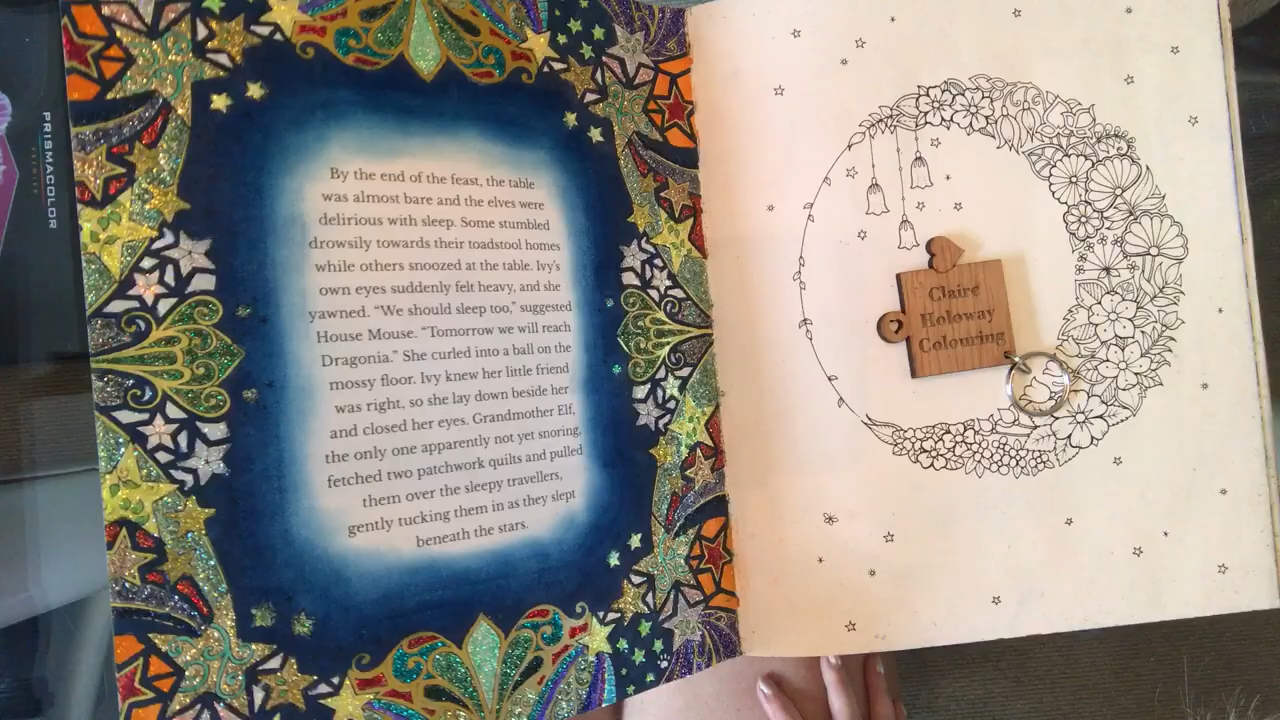 PRISMACOLOR
PREMIER
By the end of the feast, the table
was almost bare and the elves were
delirious with sleep. Some stumbled
drowsily towards their toadstool homes
while others snoozed at the table. Ivy's
own eyes suddenly felt heavy, and she
yawned. “We should sleep too,” suggested
House Mouse. “Tomorrow we will reach
Dragonia.” She curled into a ball on the
mossy floor. Ivy knew her little friend
was right, so she lay down beside her
and closed her eyes. Grandmother Elf,
the only one apparently not yet snoring,
fetched two patchwork quilts and pulled
them over the sleepy travellers,
gently tucking them in as they slept
beneath the stars.
Claire
Holoway
Colouring